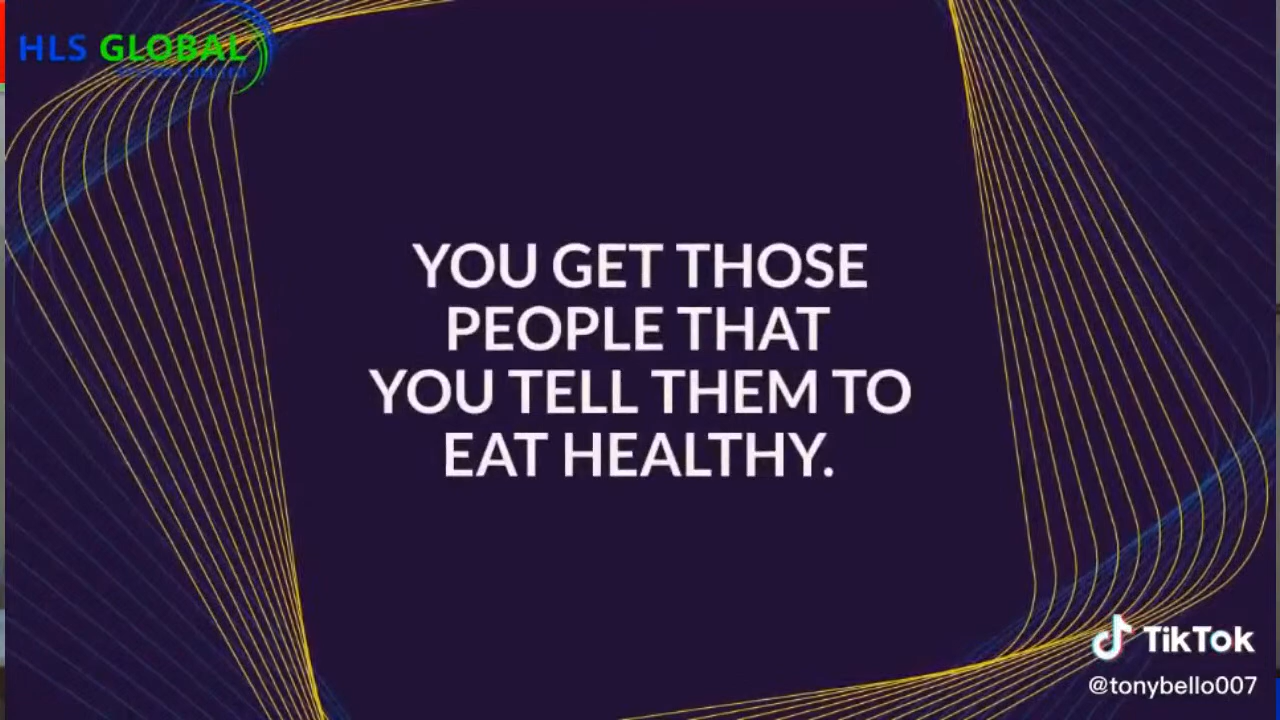 HLS GLOBAL
YOU GET THOSE
PEOPLE THAT
YOU TELL THEM TO
EAT HEALTHY.
TikTok
@tonybello007